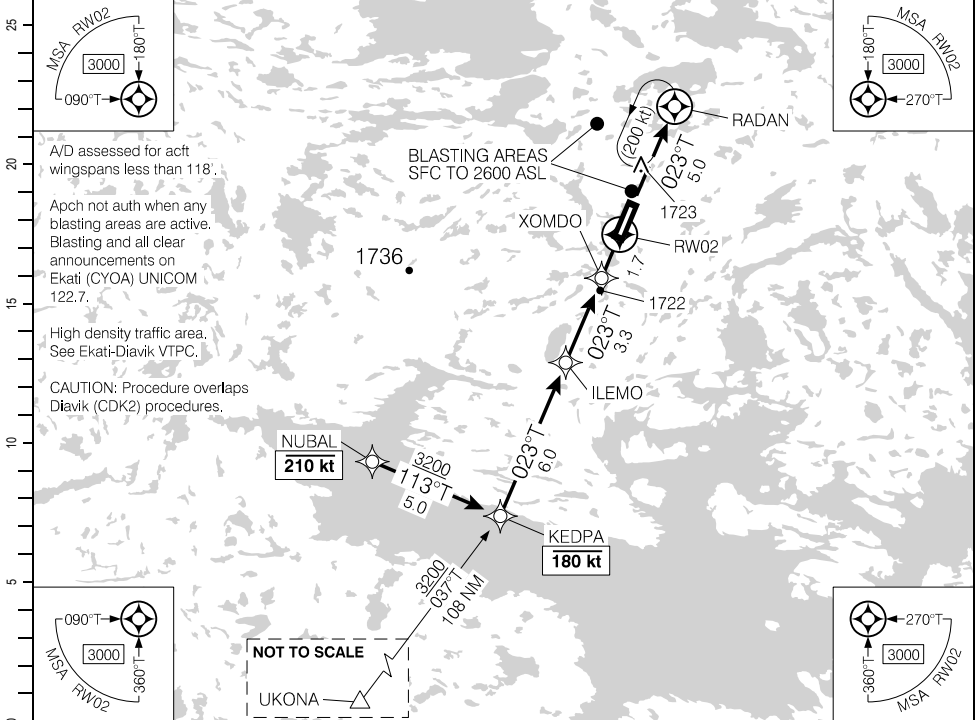 25
20
15
10
5
0
MSA RW02
180°T
3000
090°T
MSA RW02
180°T
3000
270°T
A/D assessed for acft
wingspans less than 118'.
Apch not auth when any
blasting areas are active.
Blasting and all clear
announcements on
Ekati (CYOA) UNICOM
122.7.
High density traffic area.
See Ekati-Diavik VTPC.
CAUTION: Procedure overlaps
Diavik (CDK2) procedures.
RADAN
(200 kt)
023°T
5.0
BLASTING AREAS
SFC TO 2600 ASL
1723
XOMDO
RW02
1736
1.7
1722
023°T
3.3
ILEMO
023°T
6.0
NUBAL
210 kt
3200
113°T
5.0
KEDPA
180 kt
3200
037°T
108 NM
NOT TO SCALE
UKONA
090°T
3000
360°T
MSA RW02
270°T
3000
360°T
MSA RW02